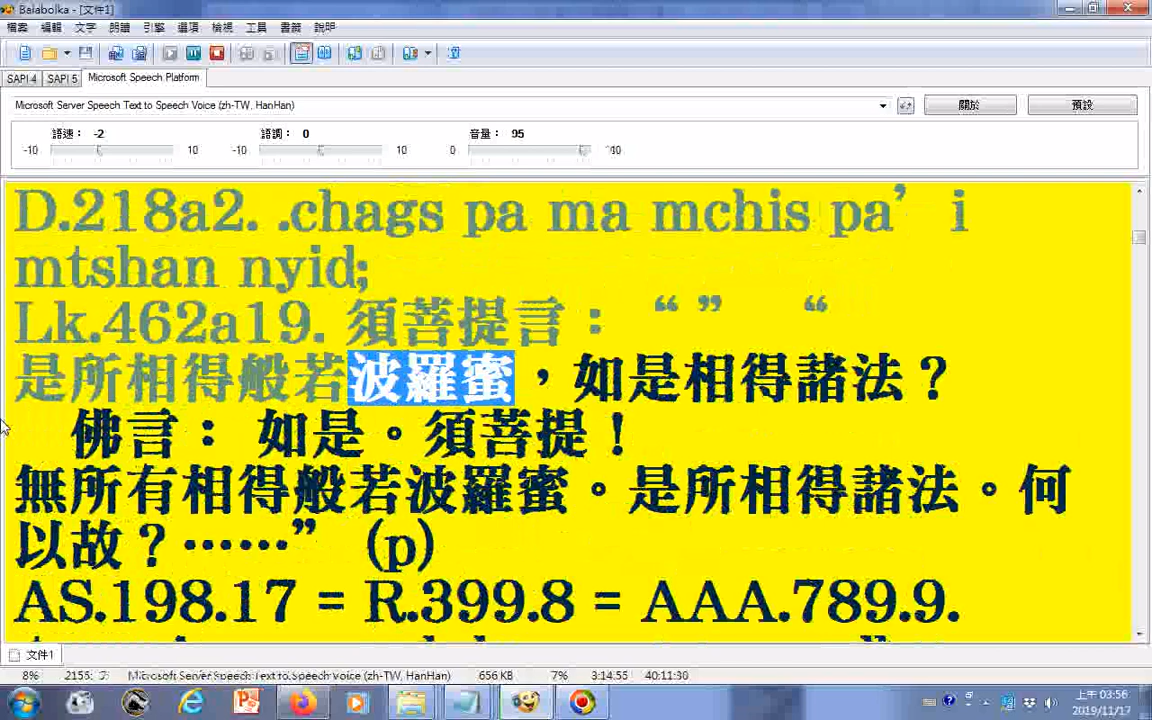 Balabolka - [文件1]
檔案 編輯 文字 朗讀 引擎 選項 檢視 工具 書籤 說明
SAPI 4 SAPI 5 Microsoft Speech Platform
Microsoft Server Speech Text to Speech Voice (zh-TW, HanHan) 關於 預設
語速： -2 語調： 0 音量： 95
-10 10 -10 10 0
D.218a2. .chags pa ma mchis pa’ i
mtshan nyid;
Lk.462a19. 須菩提言： “ ” “
是所相得般若波羅蜜，如是相得諸法？
佛言： 如是。須菩提！
無所有相得般若波羅蜜。是所相得諸法。何
以故？……” (p)
AS.198.17 = R.399.8 = AAA.789.9.
文件1
8% Microsoft Server Speech Text to Speech Voice (zh-TW, HanHan) 656 KB 7% 3:14:55 40:11:30
上午 03:56
2019/11/17